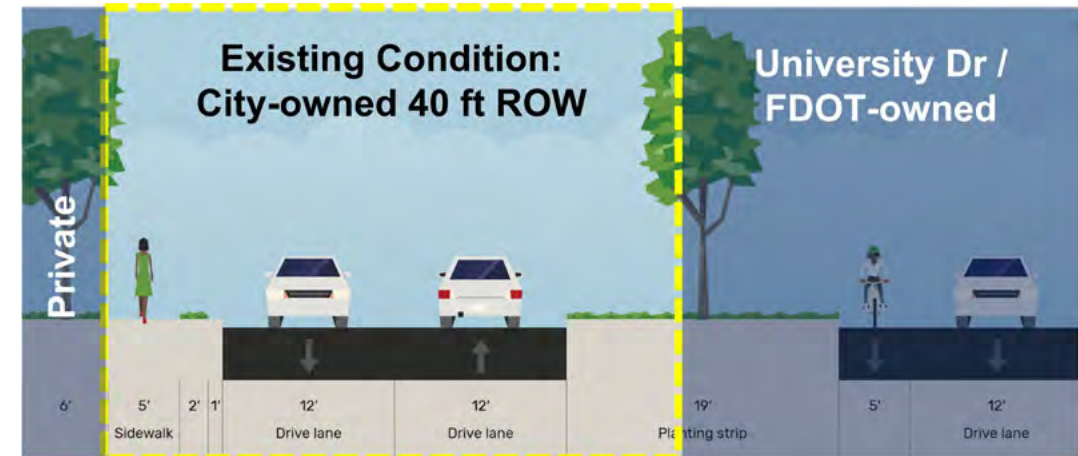 Existing Condition:
City-owned 40 ft ROW
University Dr /
FDOT-owned
Private
6'
5'
2'
1'
12'
12'
19'
5'
12'
Sidewalk
Drive lane
Drive lane
Planting strip
Drive lane